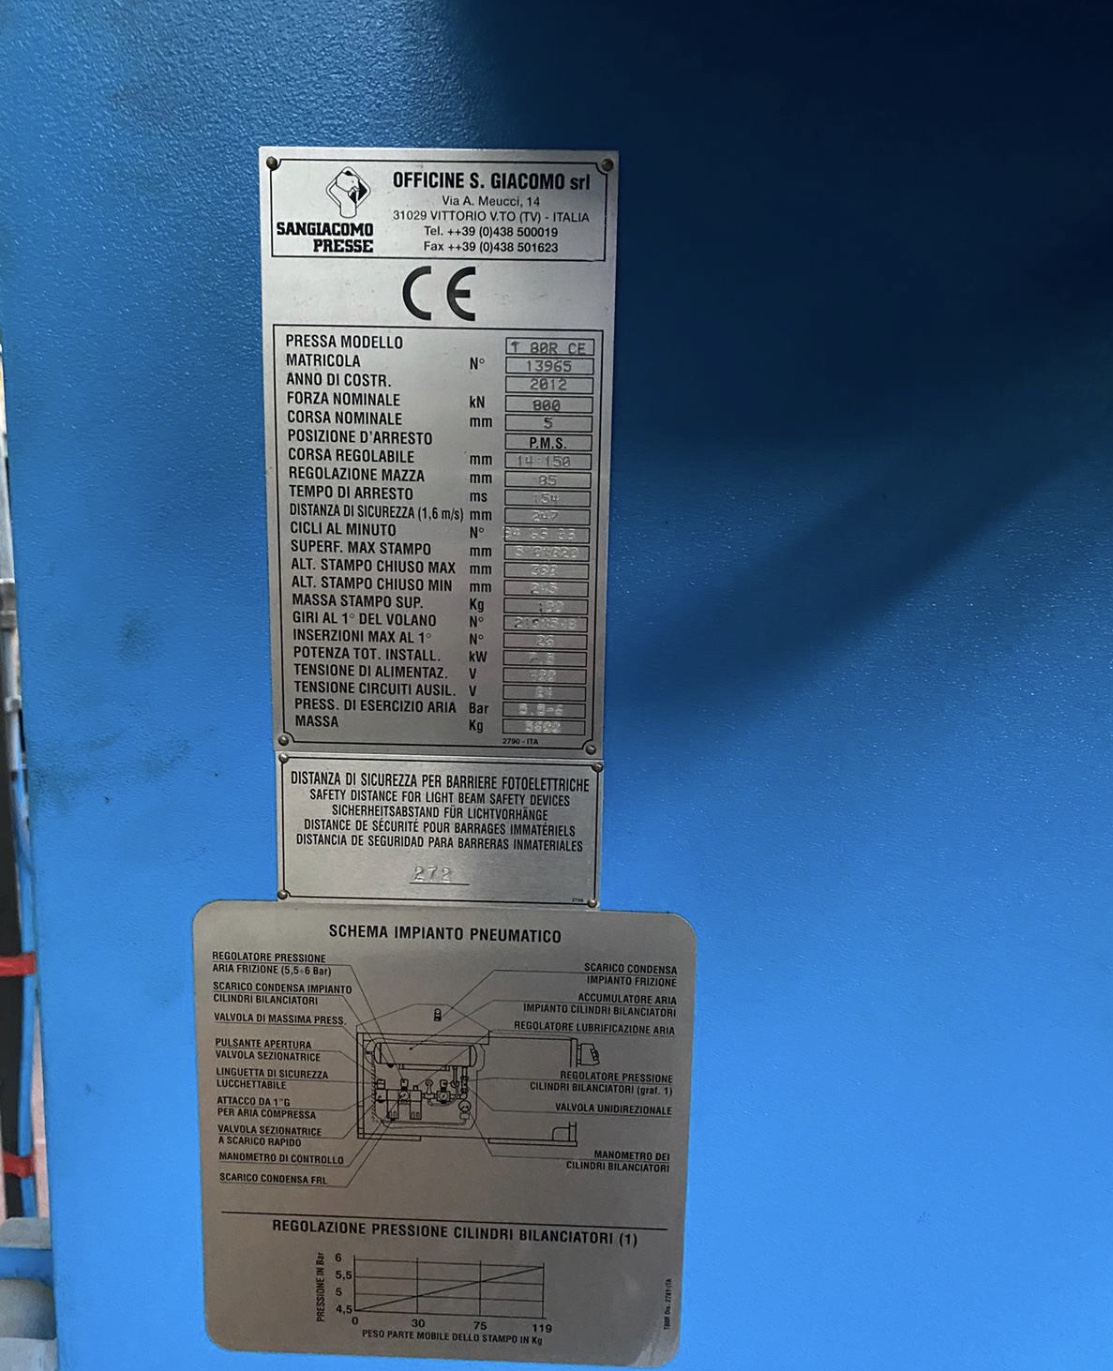 SANGIACOMO
PRESSE
OFFICINE S. GIACOMO srl
Via A. Meucci, 14
31029 VITTORIO V.TO (TV) - ITALIA
Tel. ++39 (0)438 500019
Fax ++39 (0)438 501623
CE
PRESSA MODELLO T 80R CE
MATRICOLA N° 13965
ANNO DI COSTR. 2012
FORZA NOMINALE kN 800
CORSA NOMINALE mm 5
POSIZIONE D'ARRESTO P.M.S.
CORSA REGOLABILE mm 14 150
REGOLAZIONE MAZZA mm 85
TEMPO DI ARRESTO ms 154
DISTANZA DI SICUREZZA (1,6 m/s) mm 247
CICLI AL MINUTO N°
SUPERF. MAX STAMPO mm
ALT. STAMPO CHIUSO MAX mm
ALT. STAMPO CHIUSO MIN mm
MASSA STAMPO SUP. Kg
GIRI AL 1° DEL VOLANO N°
INSERZIONI MAX AL 1° N° 26
POTENZA TOT. INSTALL. kW
TENSIONE DI ALIMENTAZ. V
TENSIONE CIRCUITI AUSIL. V 24
PRESS. DI ESERCIZIO ARIA Bar 5.5-6
MASSA Kg
2790 - ITA
DISTANZA DI SICUREZZA PER BARRIERE FOTOELETTRICHE
SAFETY DISTANCE FOR LIGHT BEAM SAFETY DEVICES
SICHERHEITSABSTAND FÜR LICHTVORHÄNGE
DISTANCE DE SÉCURITÉ POUR BARRAGES IMMATÉRIELS
DISTANCIA DE SEGURIDAD PARA BARRERAS INMATERIALES
272
SCHEMA IMPIANTO PNEUMATICO
REGOLATORE PRESSIONE
ARIA FRIZIONE (5,5÷6 Bar)
SCARICO CONDENSA IMPIANTO
CILINDRI BILANCIATORI
VALVOLA DI MASSIMA PRESS.
PULSANTE APERTURA
VALVOLA SEZIONATRICE
LINGUETTA DI SICUREZZA
LUCCHETTABILE
ATTACCO DA 1"G
PER ARIA COMPRESSA
VALVOLA SEZIONATRICE
A SCARICO RAPIDO
MANOMETRO DI CONTROLLO
SCARICO CONDENSA FRL
SCARICO CONDENSA
IMPIANTO FRIZIONE
ACCUMULATORE ARIA
IMPIANTO CILINDRI BILANCIATORI
REGOLATORE LUBRIFICAZIONE ARIA
REGOLATORE PRESSIONE
CILINDRI BILANCIATORI (graf. 1)
VALVOLA UNIDIREZIONALE
MANOMETRO DEI
CILINDRI BILANCIATORI
REGOLAZIONE PRESSIONE CILINDRI BILANCIATORI (1)
PRESSIONE IN Bar
6
5,5
5
4,5
0 30 75 119
PESO PARTE MOBILE DELLO STAMPO IN Kg